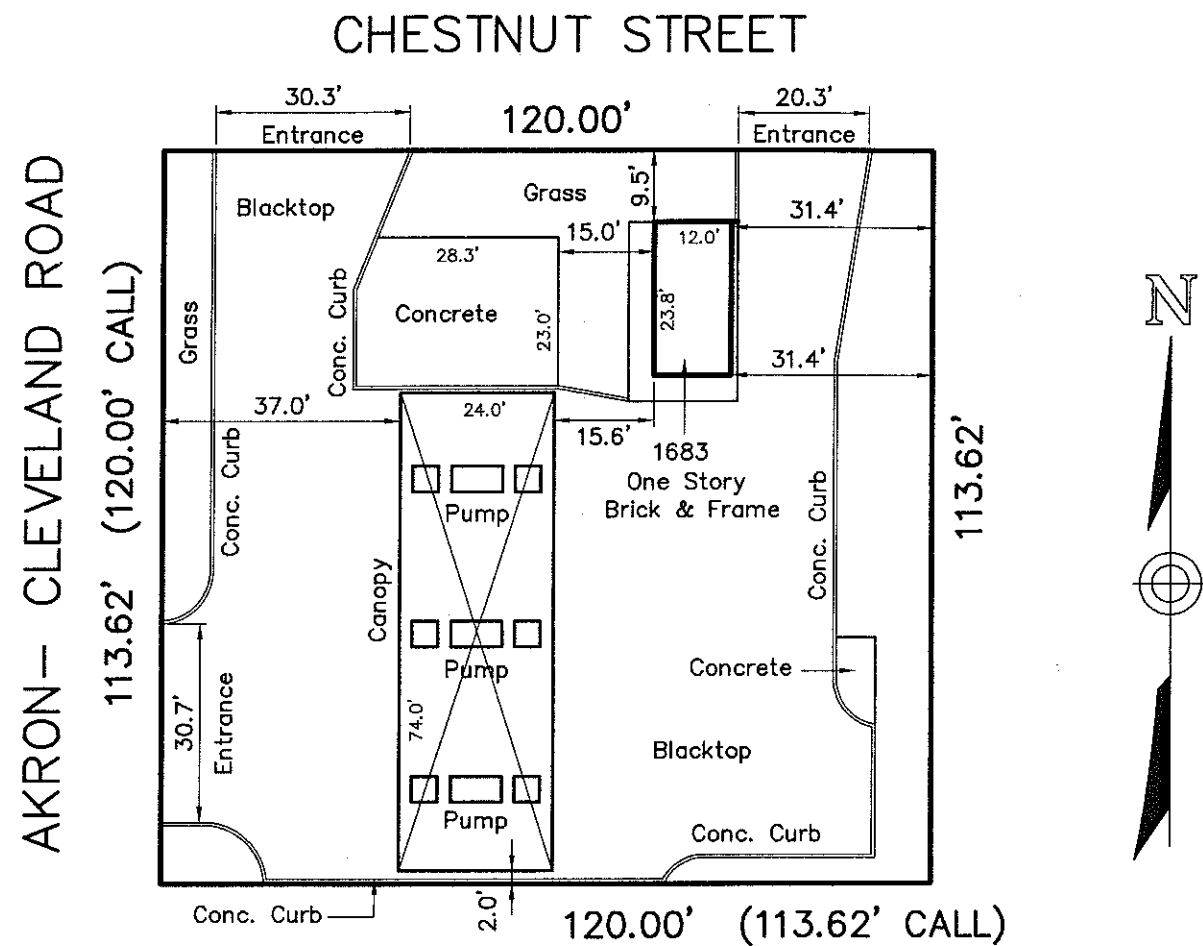 CHESTNUT STREET
30.3'
Entrance
120.00'
20.3'
Entrance
AKRON— CLEVELAND ROAD
113.62' (120.00' CALL)
Grass
Blacktop
Grass
9.5'
31.4'
15.0'
12.0'
28.3'
Concrete
23.0'
23.8'
Conc. Curb
N
37.0'
24.0'
15.6'
31.4'
1683
One Story
Brick & Frame
Conc. Curb
Pump
113.62'
Conc. Curb
Canopy
Pump
Concrete
30.7'
Entrance
74.0'
Blacktop
Pump
Conc. Curb
Conc. Curb
2.0'
120.00' (113.62' CALL)